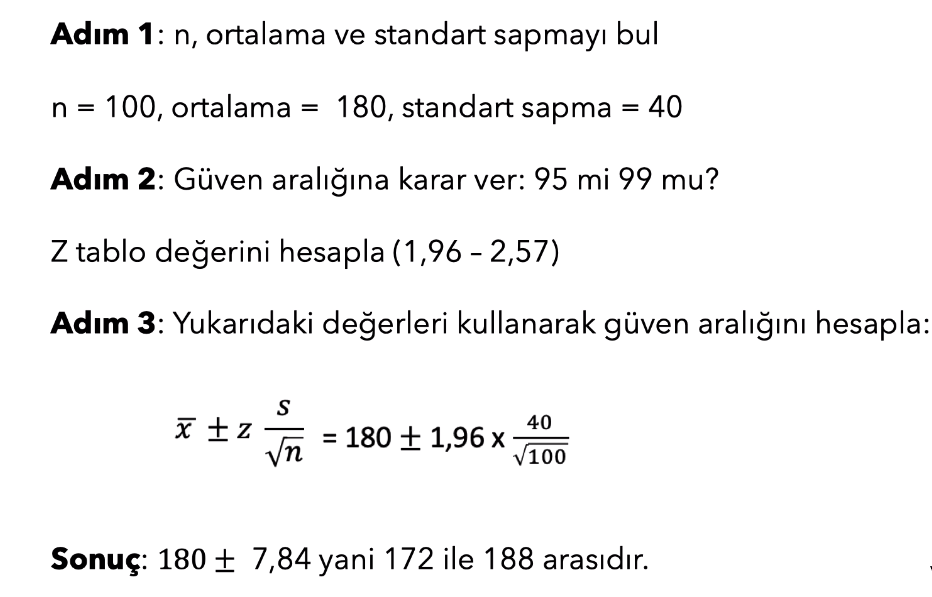 Adım 1: n, ortalama ve standart sapmayı bul
n = 100, ortalama = 180, standart sapma = 40
Adım 2: Güven aralığına karar ver: 95 mi 99 mu?
Z tablo değerini hesapla (1,96 – 2,57)
Adım 3: Yukarıdaki değerleri kullanarak güven aralığını hesapla:
x̅ ± z s/√n = 180 ± 1,96 x 40/√100
Sonuç: 180 ± 7,84 yani 172 ile 188 arasıdır.